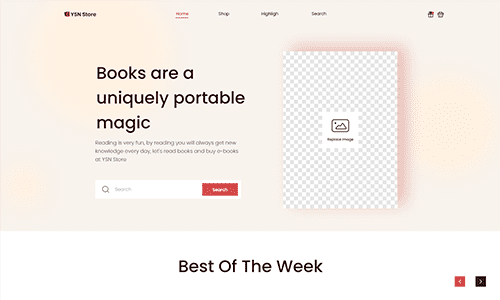 YSN Store
Home
Shop
Highligh
Search
Books are a
uniquely portable
magic
Reading is very fun, by reading you will always get new
knowledge every day, let's read books and buy e-books
at YSN Store
Search
Search
Replace image
Best Of The Week